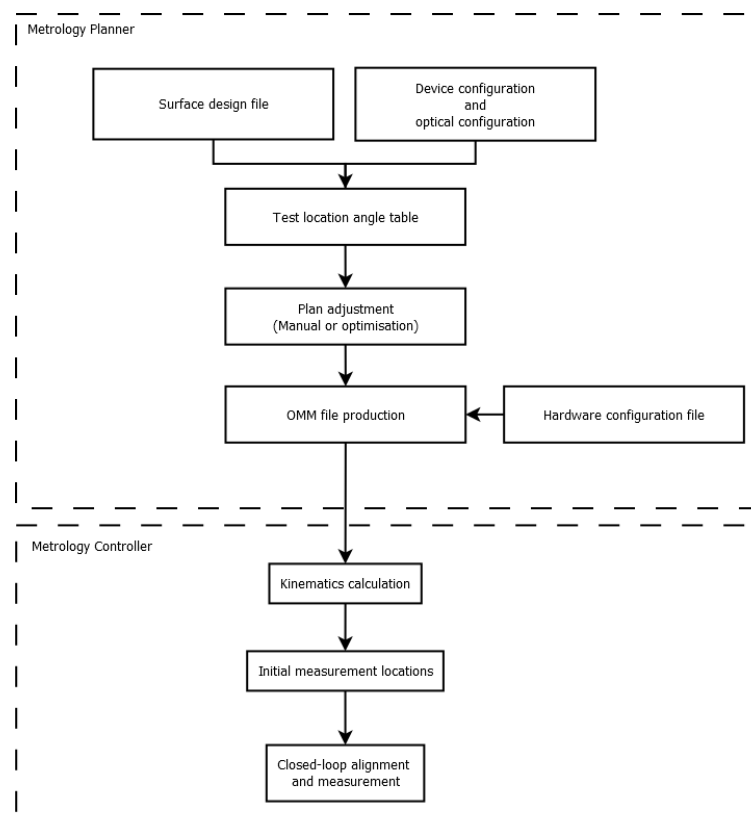 Metrology Planner
Surface design file
Device configuration
and
optical configuration
Test location angle table
Plan adjustment
(Manual or optimisation)
OMM file production
Hardware configuration file
Metrology Controller
Kinematics calculation
Initial measurement locations
Closed-loop alignment
and measurement